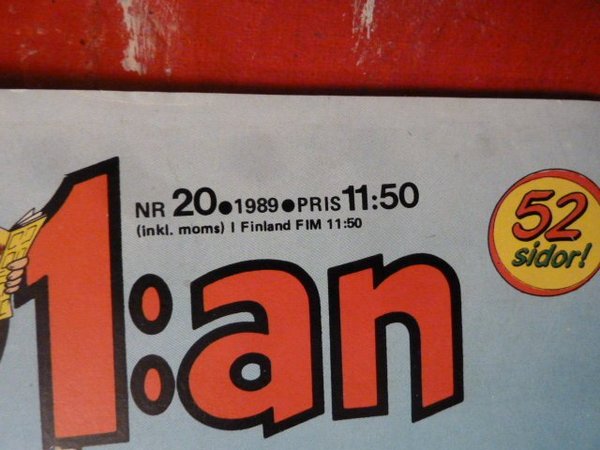 NR 20•1989•PRIS 11:50
(inkl. moms) I Finland FIM 11:50
52
sidor!
1:an